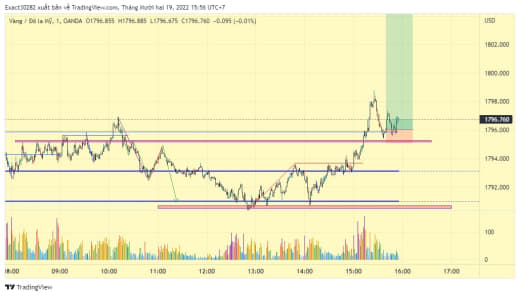 Exact30282 xuất bản về TradingView.com, Tháng Mười hai 19, 2022 15:56 UTC+7
Vàng / Đô la Mỹ, 1, OANDA O1796.855 H1796.885 L1796.675 C1796.760 -0.095 (-0.01%)
USD
1802.000
1800.000
1798.000
1796.760
1796.000
1794.000
1792.000
100
0
08:00 09:00 10:00 11:00 12:00 13:00 14:00 15:00 16:00 17:00
TradingView